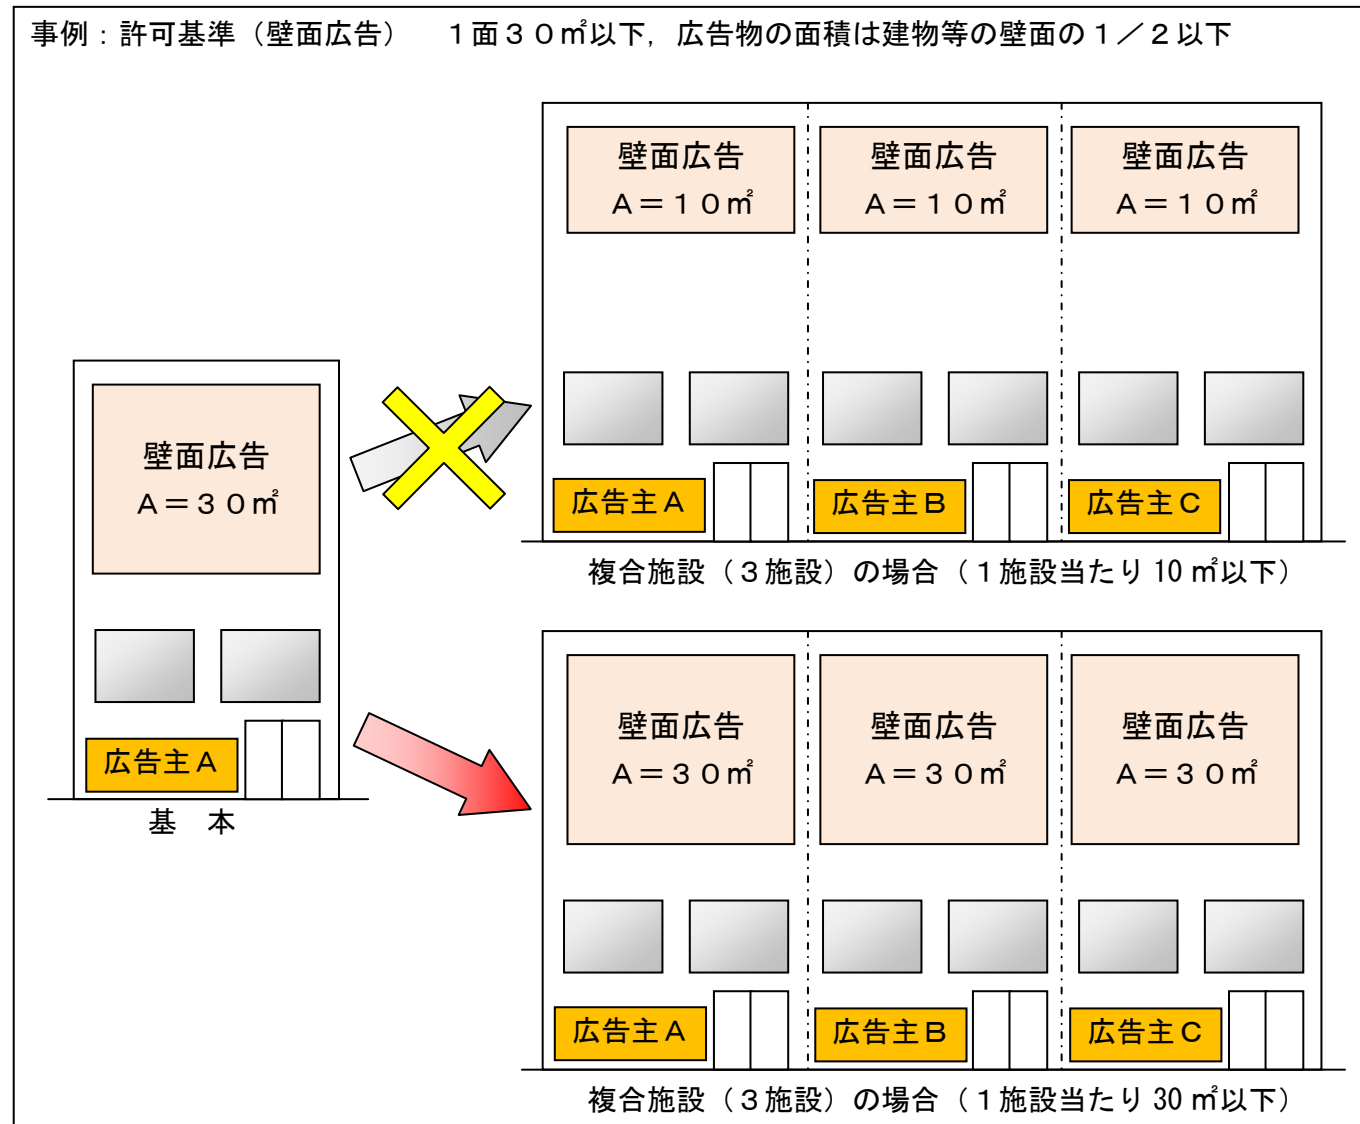 事例：許可基準（壁面広告）　１面３０㎡以下，広告物の面積は建物等の壁面の１／２以下
壁面広告
Ａ＝１０㎡
壁面広告
Ａ＝１０㎡
壁面広告
Ａ＝１０㎡
広告主Ａ
広告主Ｂ
広告主Ｃ
複合施設（３施設）の場合（１施設当たり 10 ㎡以下）
壁面広告
Ａ＝３０㎡
広告主Ａ
基　本
壁面広告
Ａ＝３０㎡
壁面広告
Ａ＝３０㎡
壁面広告
Ａ＝３０㎡
広告主Ａ
広告主Ｂ
広告主Ｃ
複合施設（３施設）の場合（１施設当たり 30 ㎡以下）